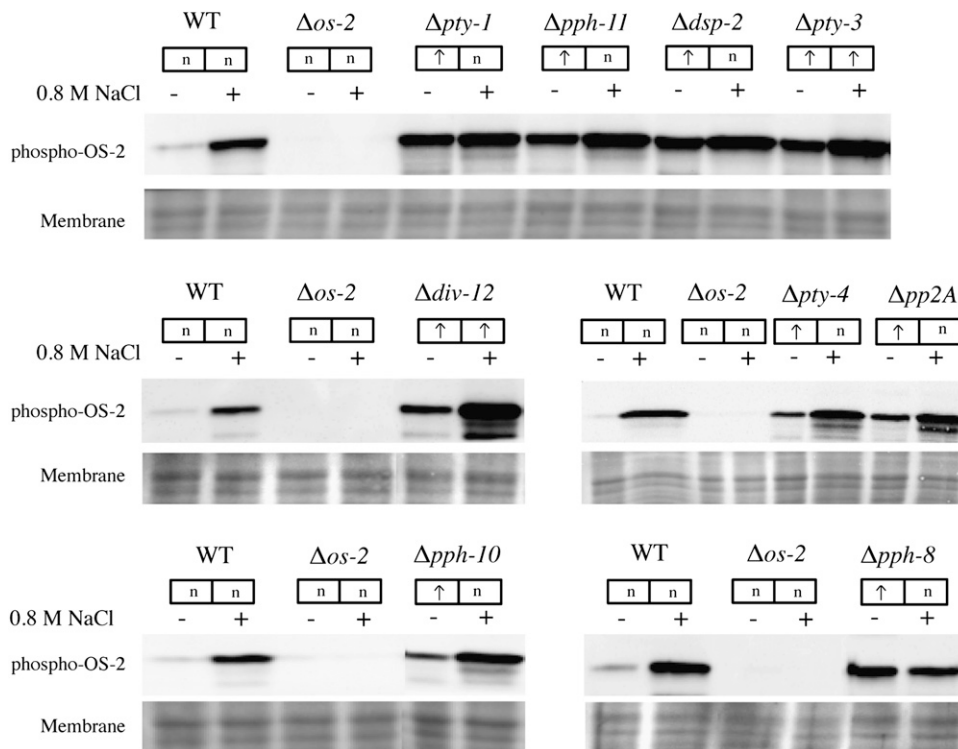 WT Δos-2 Δpty-1 Δpph-11 Δdsp-2 Δpty-3
n n n n ↑ n ↑ n ↑ n ↑ ↑
0.8 M NaCl - + - + - + - + - + - +
phospho-OS-2
Membrane
WT Δos-2 Δdiv-12
n n n n ↑ ↑
0.8 M NaCl - + - + - +
phospho-OS-2
Membrane
WT Δos-2 Δpty-4 Δpp2A
n n n n ↑ n ↑ n
- + - + - + - +
WT Δos-2 Δpph-10
n n n n ↑ n
0.8 M NaCl - + - + - +
phospho-OS-2
Membrane
WT Δos-2 Δpph-8
n n n n ↑ n
- + - + - +